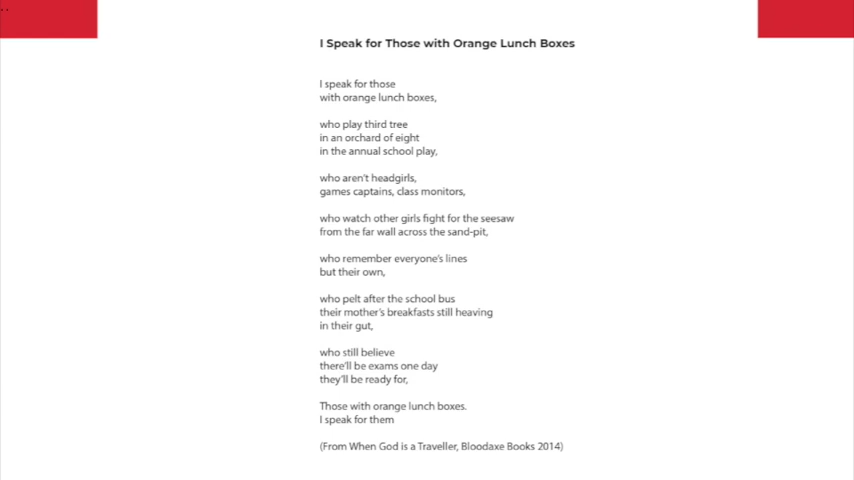 I Speak for Those with Orange Lunch Boxes
I speak for those
with orange lunch boxes,
who play third tree
in an orchard of eight
in the annual school play,
who aren't headgirls,
games captains, class monitors,
who watch other girls fight for the seesaw
from the far wall across the sand-pit,
who remember everyone's lines
but their own,
who pelt after the school bus
their mother's breakfasts still heaving
in their gut,
who still believe
there'll be exams one day
they'll be ready for,
Those with orange lunch boxes.
I speak for them
(From When God is a Traveller, Bloodaxe Books 2014)